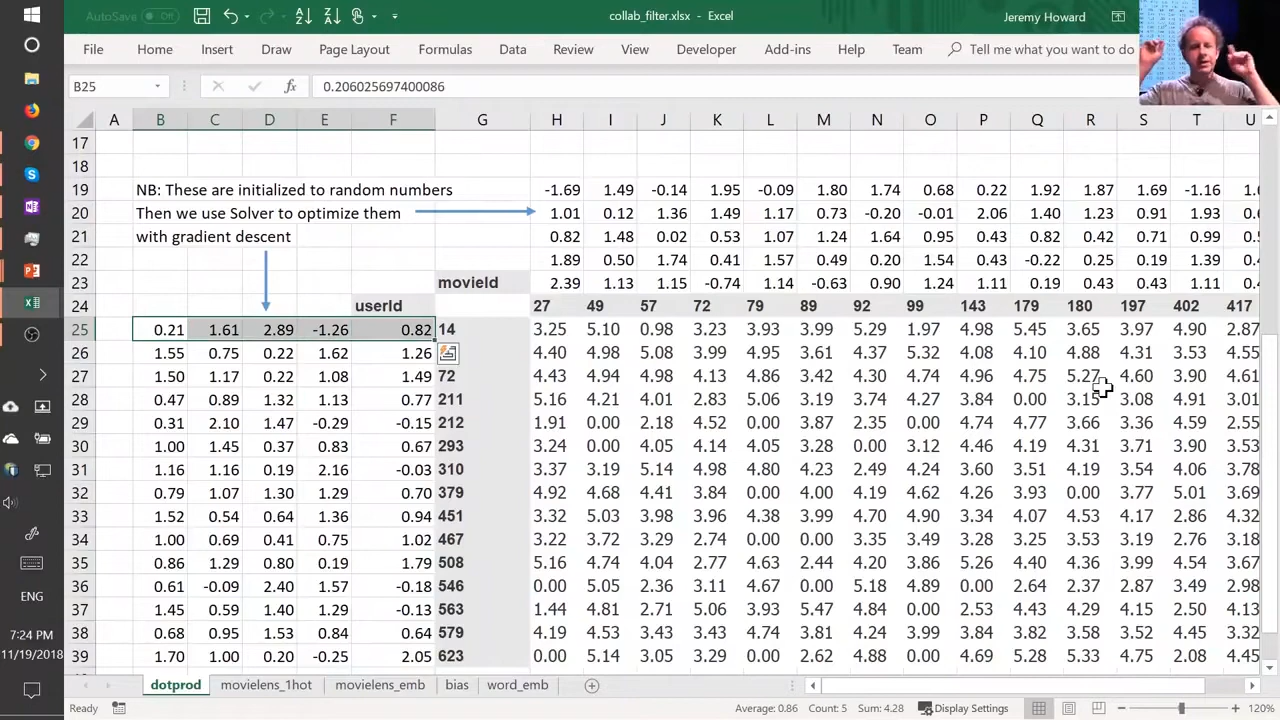 AutoSave Off collab_filter.xlsx - Excel Jeremy Howard
File Home Insert Draw Page Layout Formulas Data Review View Developer Add-ins Help Team Tell me what you want to do
B25 fx 0.206025697400086
A B C D E F G H I J K L M N O P Q R S T U
17
18
19 NB: These are initialized to random numbers -1.69 1.49 -0.14 1.95 -0.09 1.80 1.74 0.68 0.22 1.92 1.87 1.69 -1.16
20 Then we use Solver to optimize them 1.01 0.12 1.36 1.49 1.17 0.73 -0.20 -0.01 2.06 1.40 1.23 0.91 1.93
21 with gradient descent 0.82 1.48 0.02 0.53 1.07 1.24 1.64 0.95 0.43 0.82 0.42 0.71 0.99
22 1.89 0.50 1.74 0.41 1.57 0.49 0.20 1.54 0.43 -0.22 0.25 0.19 1.39
23 movieId 2.39 1.13 1.15 -0.74 1.14 -0.63 0.90 1.24 1.11 0.19 0.43 0.43 1.11
24 userId 27 49 57 72 79 89 92 99 143 179 180 197 402 417
25 0.21 1.61 2.89 -1.26 0.82 14 3.25 5.10 0.98 3.23 3.93 3.99 5.29 1.97 4.98 5.45 3.65 3.97 4.90 2.87
26 1.55 0.75 0.22 1.62 1.26 4.40 4.98 5.08 3.99 4.95 3.61 4.37 5.32 4.08 4.10 4.88 4.31 3.53 4.55
27 1.50 1.17 0.22 1.08 1.49 72 4.43 4.94 4.98 4.13 4.86 3.42 4.30 4.74 4.96 4.75 5.27 4.60 3.90 4.61
28 0.47 0.89 1.32 1.13 0.77 211 5.16 4.21 4.01 2.83 5.06 3.19 3.74 4.27 3.84 0.00 3.15 3.08 4.91 3.01
29 0.31 2.10 1.47 -0.29 -0.15 212 1.91 0.00 2.18 4.52 0.00 3.87 2.35 0.00 4.74 4.77 3.66 3.36 4.59 2.55
30 1.00 1.45 0.37 0.83 0.67 293 3.24 0.00 4.05 4.14 4.05 3.28 0.00 3.12 4.46 4.19 4.31 3.71 3.90 3.53
31 1.16 1.16 0.19 2.16 -0.03 310 3.37 3.19 5.14 4.98 4.80 4.23 2.49 4.24 3.60 3.51 4.19 3.54 4.06 3.78
32 0.79 1.07 1.30 1.29 0.70 379 4.92 4.68 4.41 3.84 0.00 4.00 4.19 4.62 4.26 3.93 0.00 3.77 5.01 3.69
33 1.52 0.54 0.64 1.36 0.94 451 3.32 5.03 3.98 3.96 4.38 3.99 4.70 4.90 3.34 4.07 4.53 4.17 2.86 4.32
34 1.00 0.69 0.41 0.75 1.02 467 3.22 3.72 3.29 2.74 0.00 0.00 3.35 3.49 3.28 3.25 3.53 3.19 2.76 3.18
35 0.86 1.29 0.80 0.19 1.79 508 5.16 4.74 4.04 2.77 4.63 2.44 4.20 3.86 5.26 4.40 4.36 3.99 4.54 3.67
36 0.61 -0.09 2.40 1.57 -0.18 546 0.00 5.05 2.36 3.11 4.67 0.00 5.18 4.89 0.00 2.64 2.37 2.87 3.49 2.98
37 1.45 0.59 1.40 1.29 -0.13 563 1.44 4.81 2.71 5.06 3.93 5.47 4.84 0.00 2.53 4.43 4.29 4.15 2.50 4.13
38 0.68 0.95 1.53 0.84 0.64 579 4.19 4.53 3.43 3.43 4.74 3.81 4.24 3.99 3.84 3.82 3.58 3.52 4.45 3.32
39 1.70 1.00 0.20 -0.25 2.05 623 0.00 5.14 3.05 3.29 0.00 2.62 4.88 0.00 4.69 5.28 5.33 4.75 2.08 4.45
dotprod movielens_1hot movielens_emb bias word_emb
Ready Average: 0.86 Count: 5 Sum: 4.28 Display Settings 120%
ENG
7:24 PM
11/19/2018